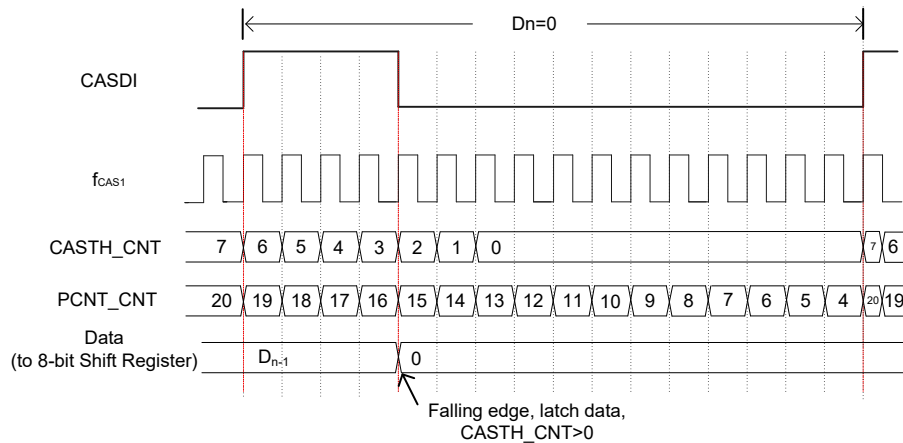 Dn=0
CASDI
fCAS1
CASTH_CNT 7 6 5 4 3 2 1 0 7 6
PCNT_CNT 20 19 18 17 16 15 14 13 12 11 10 9 8 7 6 5 4 20 19
Data
(to 8-bit Shift Register) Dn-1 0
Falling edge, latch data,
CASTH_CNT>0